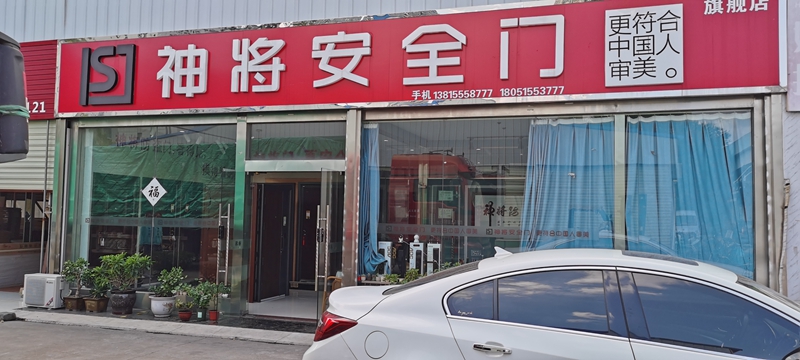 旗舰店
神将安全门
更符合
中国人
审美。
手机 13815558777 18051553777
121
福